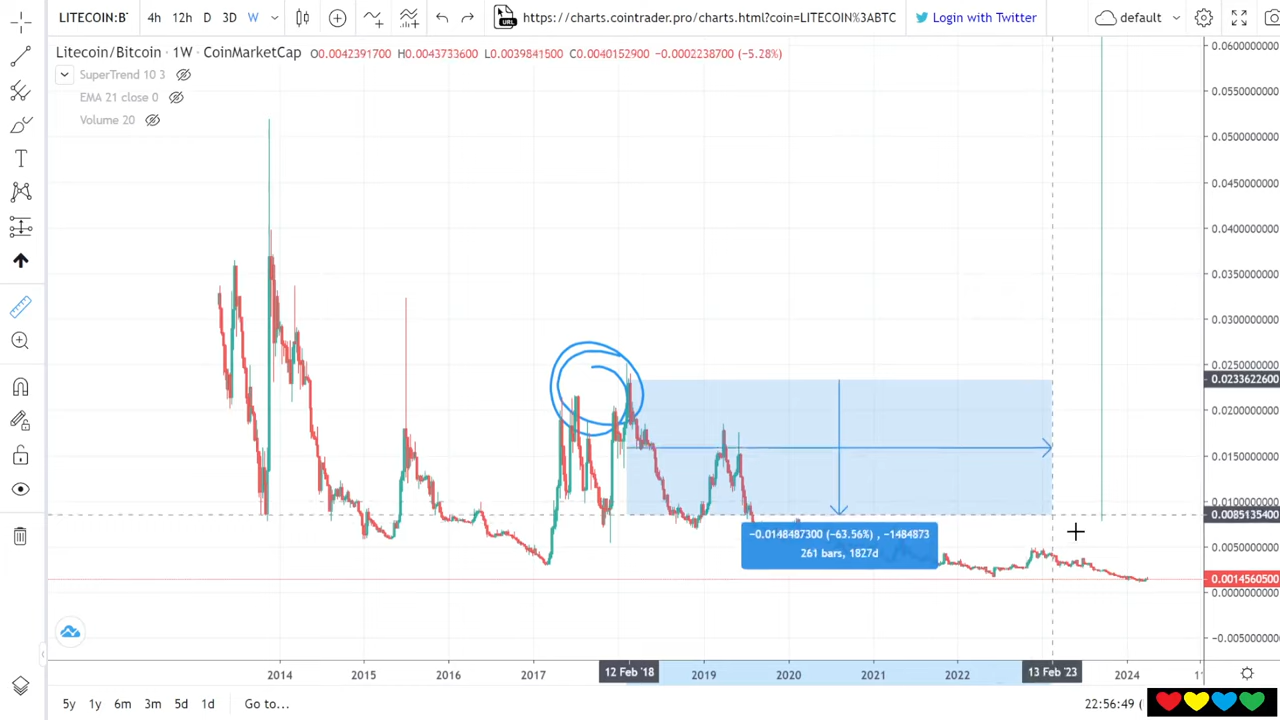 LITECOIN:B 4h 12h D 3D W https://charts.cointrader.pro/charts.html?coin=LITECOIN%3ABTC Login with Twitter default
Litecoin/Bitcoin · 1W · CoinMarketCap O0.0042391700 H0.0043733600 L0.0039841500 C0.0040152900 −0.0002238700 (−5.28%)
SuperTrend 10 3
EMA 21 close 0
Volume 20
0.0600000000
0.0550000000
0.0500000000
0.0450000000
0.0400000000
0.0350000000
0.0300000000
0.0250000000
0.0233622600
0.0200000000
0.0150000000
0.0100000000
0.0085135400
−0.0148487300 (−63.56%) , −1484873
261 bars, 1827d
0.0050000000
0.0014560500
0.0000000000
−0.005000000
2014 2015 2016 2017 12 Feb '18 2019 2020 2021 2022 13 Feb '23 2024
5y 1y 6m 3m 5d 1d Go to... 22:56:49 (